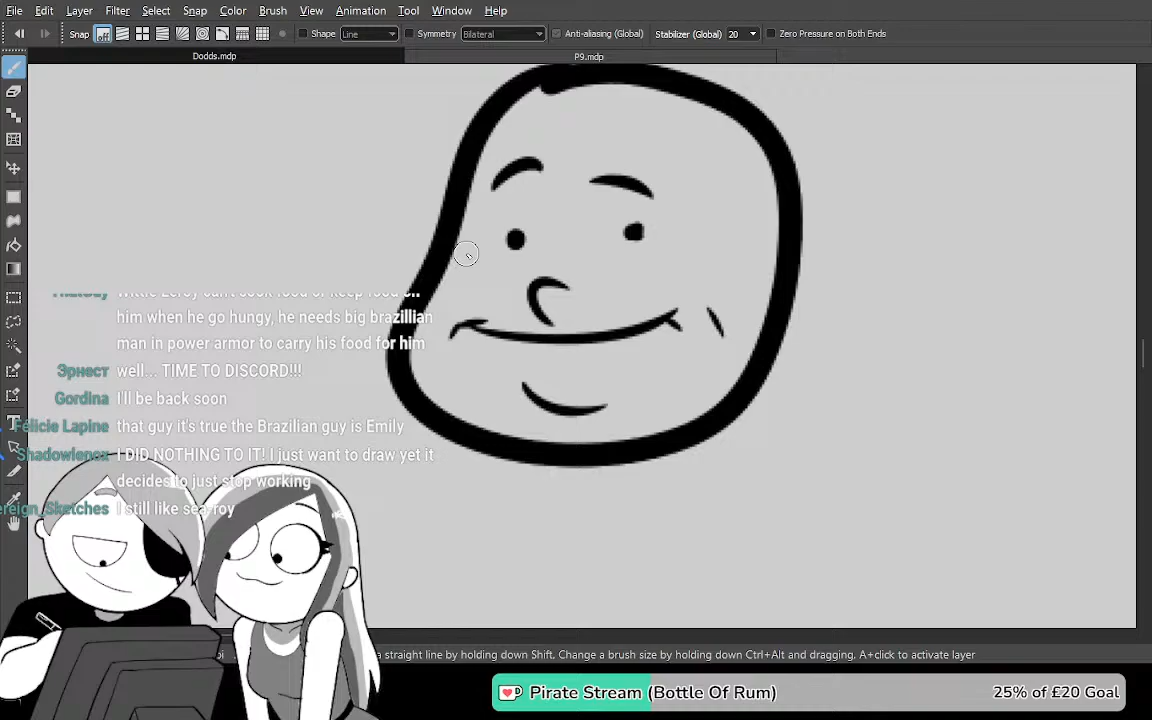 File Edit Layer Filter Select Snap Color Brush View Animation Tool Window Help
Snap off Shape Line Symmetry Bilateral Anti-aliasing (Global) Stabilizer (Global) 20 Zero Pressure on Both Ends
Dodds.mdp P9.mdp
him when he go hungy, he needs big brazillian
man in power armor to carry his food for him
Эрнест well... TIME TO DISCORD!!!
Gordina I'll be back soon
Félicie Lapine that guy it's true the Brazilian guy is Emily
Shadowlenox I DID NOTHING TO IT! I just want to draw yet it
decides to just stop working
reign_Sketches I still like sea roy
a straight line by holding down Shift. Change a brush size by holding down Ctrl+Alt and dragging. A+click to activate layer
Pirate Stream (Bottle Of Rum) 25% of £20 Goal